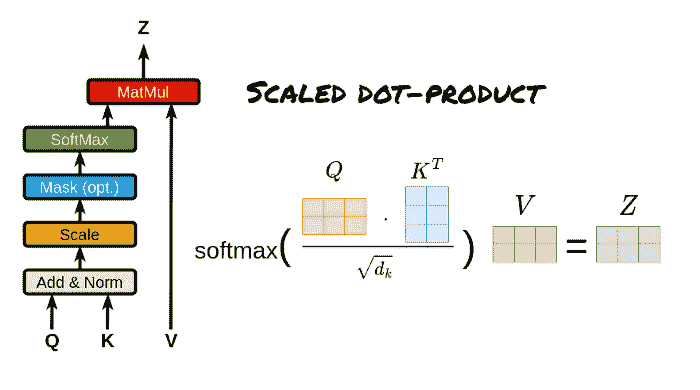 Z
MatMul
SCALED DOT-PRODUCT
SoftMax
Mask (opt.)
Scale
Add & Norm
Q K V
softmax( Q · K^T / √d_k ) V = Z